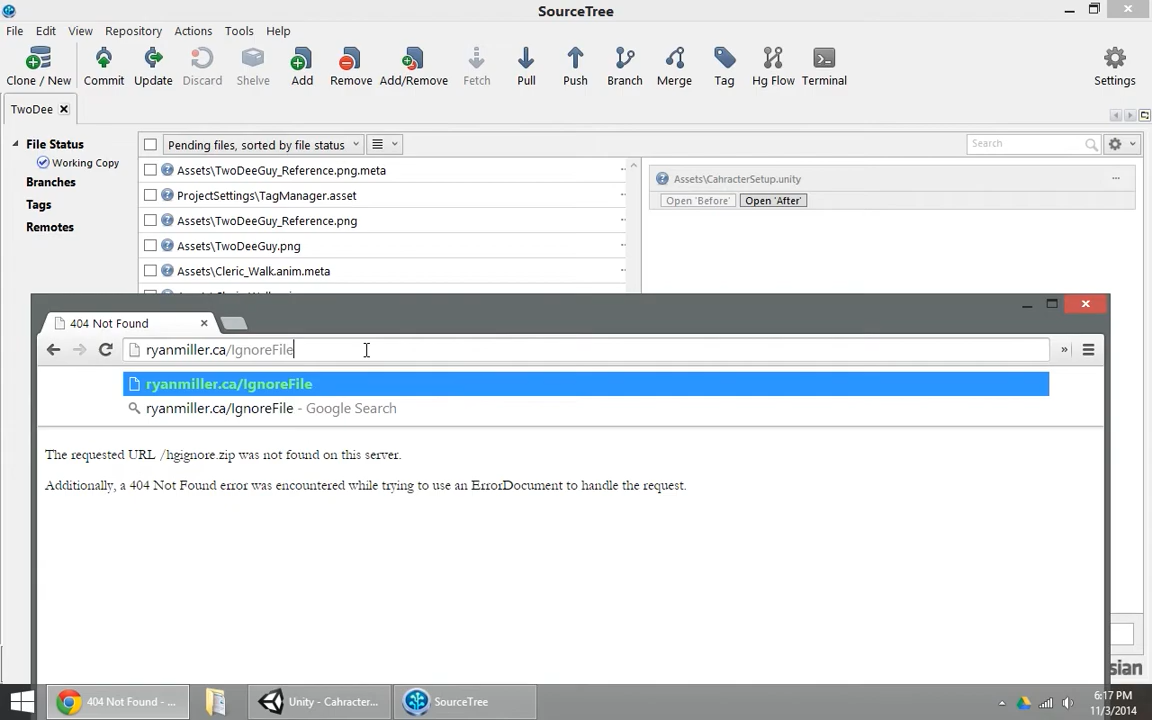 SourceTree
File Edit View Repository Actions Tools Help
Clone / New Commit Update Discard Shelve Add Remove Add/Remove Fetch Pull Push Branch Merge Tag Hg Flow Terminal Settings
TwoDee
File Status
Working Copy
Branches
Tags
Remotes
Pending files, sorted by file status
Search
Assets\TwoDeeGuy_Reference.png.meta
ProjectSettings\TagManager.asset
Assets\TwoDeeGuy_Reference.png
Assets\TwoDeeGuy.png
Assets\Cleric_Walk.anim.meta
Assets\CahracterSetup.unity
Open 'Before' Open 'After'
404 Not Found
ryanmiller.ca/IgnoreFile
ryanmiller.ca/IgnoreFile
ryanmiller.ca/IgnoreFile - Google Search
The requested URL /hgignore.zip was not found on this server.
Additionally, a 404 Not Found error was encountered while trying to use an ErrorDocument to handle the request.
sian
404 Not Found - ... Unity - Cahracter... SourceTree
6:17 PM
11/3/2014